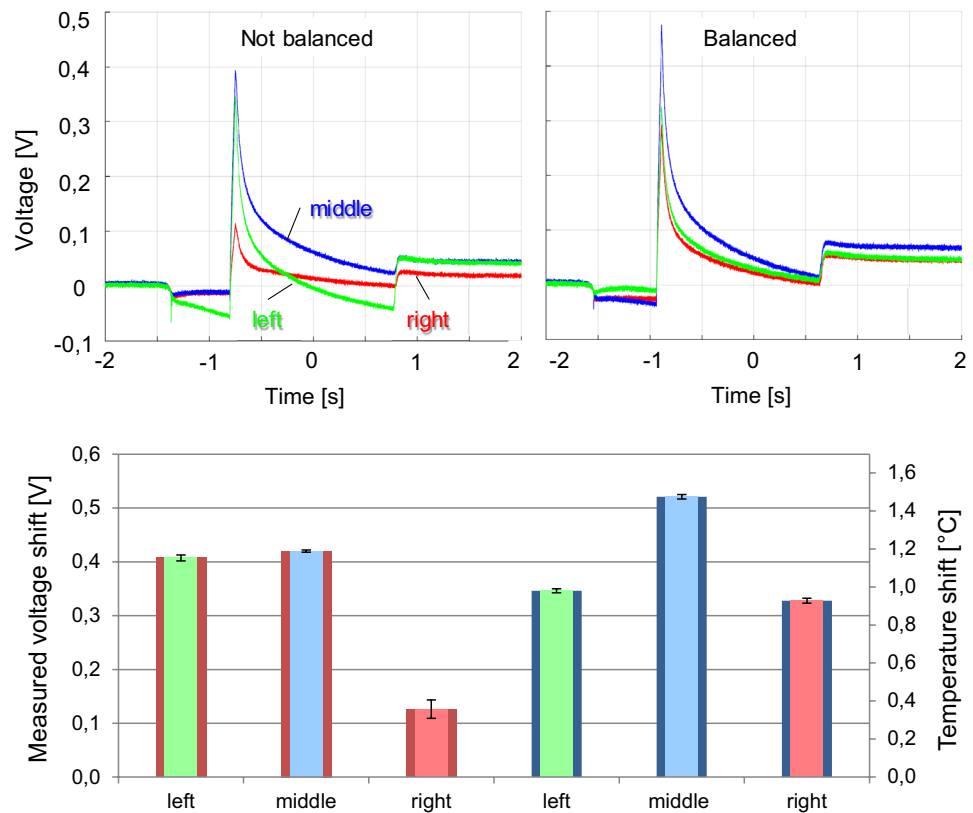 Not balanced
Balanced
0,5
0,4
0,3
0,2
0,1
0
-0,1
Voltage [V]
middle
left
right
-2 -1 0 1 2
-2 -1 0 1 2
Time [s]
Time [s]
0,6
0,5
0,4
0,3
0,2
0,1
0,0
Measured voltage shift [V]
1,6
1,4
1,2
1,0
0,8
0,6
0,4
0,2
0,0
Temperature shift [°C]
left middle right left middle right